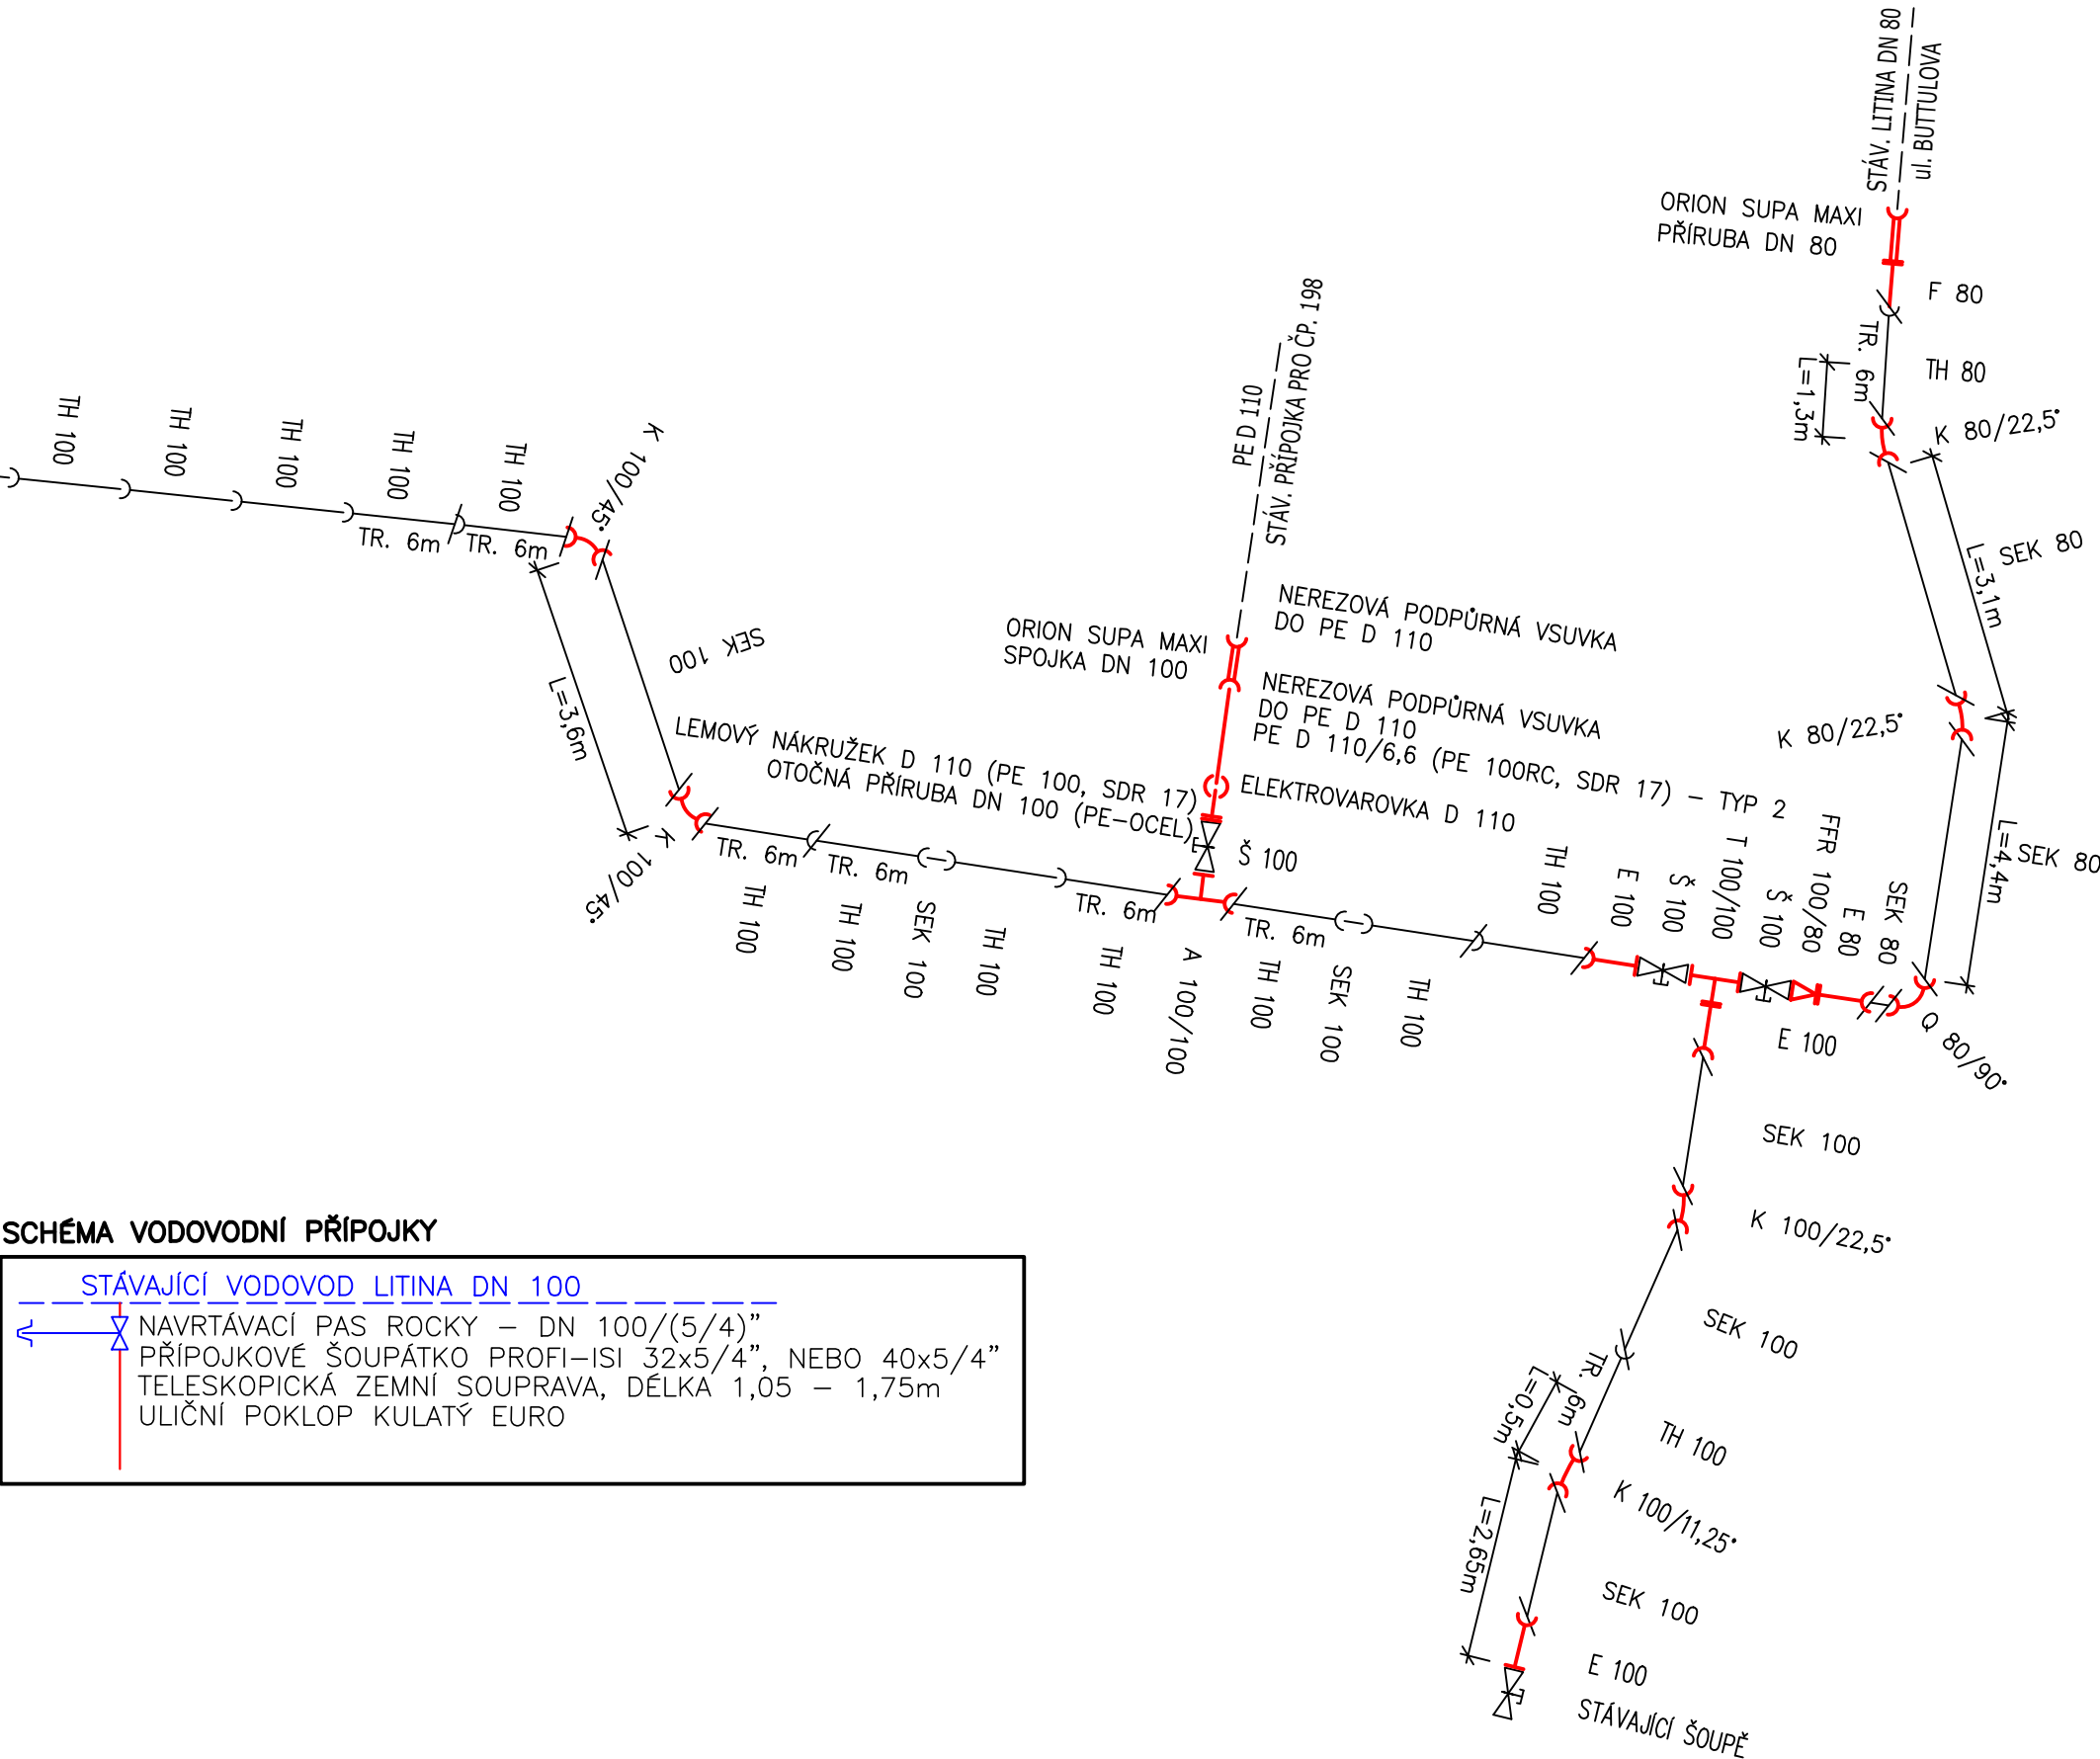 STÁV. LITINA DN 80
ul. BUTTULOVA
ORION SUPA MAXI
PŘÍRUBA DN 80
F 80
TR. 6m
L=1,3m
TH 80
K 80/22,5°
L=3,1m
SEK 80
K 80/22,5°
L=4,4m
SEK 80
Q 80/90°
PE D 110
STÁV. PŘÍPOJKA PRO ČP. 198
ORION SUPA MAXI
SPOJKA DN 100
NEREZOVÁ PODPŮRNÁ VSUVKA
DO PE D 110
NEREZOVÁ PODPŮRNÁ VSUVKA
DO PE D 110
PE D 110/6,6 (PE 100RC, SDR 17) – TYP 2
ELEKTROVAROVKA D 110
LEMOVÝ NÁKRUŽEK D 110 (PE 100, SDR 17)
OTOČNÁ PŘÍRUBA DN 100 (PE–OCEL)
Š 100
TH 100
TH 100
TH 100
TH 100
TH 100
K 100/45°
TR. 6m
TR. 6m
SEK 100
L=3,6m
K 100/45°
TR. 6m
TR. 6m
TR. 6m
TR. 6m
TH 100
TH 100
SEK 100
TH 100
TH 100
A 100/100
TH 100
SEK 100
TH 100
TH 100
E 100
Š 100
T 100/100
Š 100
FFR 100/80
E 80
SEK 80
E 100
SEK 100
K 100/22,5°
SEK 100
TR. 6m
L=0,5m
TH 100
K 100/11,25°
L=2,65m
SEK 100
E 100
STÁVAJÍCÍ ŠOUPĚ
SCHÉMA VODOVODNÍ PŘÍPOJKY
STÁVAJÍCÍ VODOVOD LITINA DN 100
NAVRTÁVACÍ PAS ROCKY – DN 100/(5/4)”
PŘÍPOJKOVÉ ŠOUPÁTKO PROFI–ISI 32x5/4”, NEBO 40x5/4”
TELESKOPICKÁ ZEMNÍ SOUPRAVA, DÉLKA 1,05 – 1,75m
ULIČNÍ POKLOP KULATÝ EURO